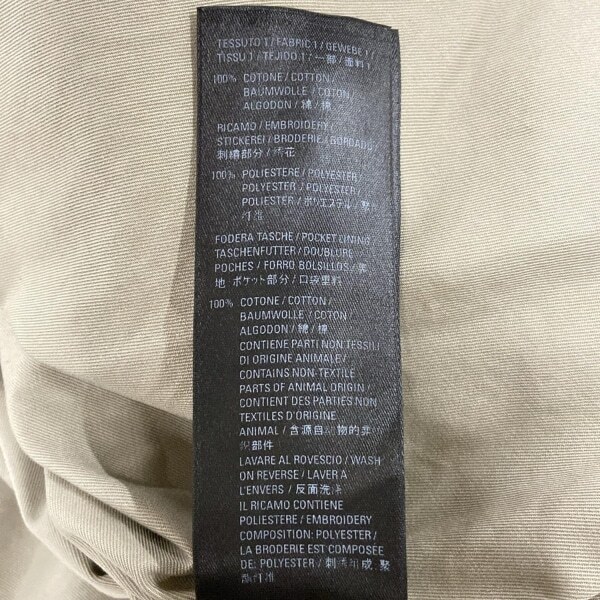 TESSUTO 1 / FABRIC 1 / GEWEBE 1 /
TISSU 1 / TEJIDO 1 / 一部 / 面料 1
100% COTONE / COTTON /
BAUMWOLLE / COTON /
ALGODON / 綿 / 棉
RICAMO / EMBROIDERY /
STICKEREI / BRODERIE / BORDADO /
刺繍部分 / 绣花
100% POLIESTERE / POLYESTER /
POLYESTER / POLYESTER /
POLIESTER / ポリエステル / 聚
酯
FODERA TASCHE / POCKET LINING
TASCHENFUTTER / DOUBLURE
POCHES / FORRO BOLSILLOS / 裏
地 ポケット部分 / 口袋里料
100% COTONE / COTTON /
BAUMWOLLE / COTON /
ALGODON / 綿 / 棉
CONTIENE PARTI NON TESSILI
DI ORIGINE ANIMALE /
CONTAINS NON-TEXTILE
PARTS OF ANIMAL ORIGIN /
CONTIENT DES PARTIES NON
TEXTILES D'ORIGINE
ANIMAL / 含源自动物的非纺
织部件
LAVARE AL ROVESCIO / WASH
ON REVERSE / LAVER A
L'ENVERS / 反面洗涤
IL RICAMO CONTIENE
POLIESTERE / EMBROIDERY
COMPOSITION: POLYESTER /
LA BRODERIE EST COMPOSEE
DE: POLYESTER / 刺绣组成. 聚
酯